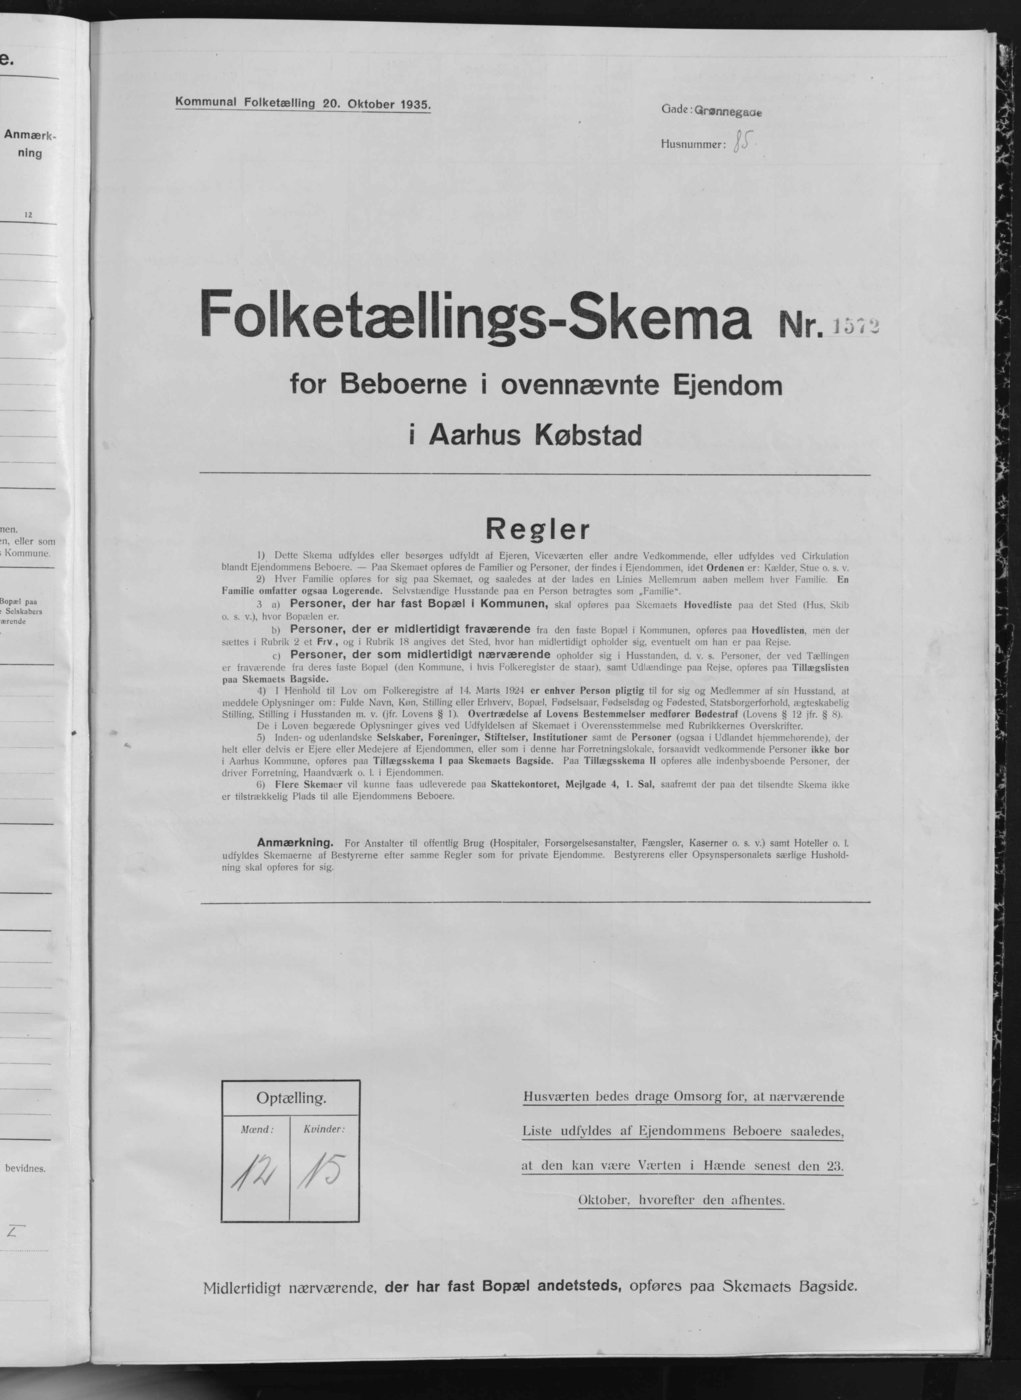 e.
Anmærk-
ning
12
men.
en, eller som
s Kommune.
Bopæl paa
e Selskabers
ærende
bevidnes.
I
Kommunal Folketælling 20. Oktober 1935.
Gade: Grønnegade
Husnummer: 85
Folketællings-Skema Nr. 1572
for Beboerne i ovennævnte Ejendom
i Aarhus Købstad
Regler
1) Dette Skema udfyldes eller besørges udfyldt af Ejeren, Viceværten eller andre Vedkommende, eller udfyldes ved Cirkulation
blandt Ejendommens Beboere. — Paa Skemaet opføres de Familier og Personer, der findes i Ejendommen, idet Ordenen er: Kælder, Stue o. s. v.
2) Hver Familie opføres for sig paa Skemaet, og saaledes at der lades en Linies Mellemrum aaben mellem hver Familie. En
Familie omfatter ogsaa Logerende. Selvstændige Husstande paa en Person betragtes som „Familie“.
3 a) Personer, der har fast Bopæl i Kommunen, skal opføres paa Skemaets Hovedliste paa det Sted (Hus, Skib
o. s. v.), hvor Bopælen er.
b) Personer, der er midlertidigt fraværende fra den faste Bopæl i Kommunen, opføres paa Hovedlisten, men der
sættes i Rubrik 2 et Frv., og i Rubrik 18 angives det Sted, hvor han midlertidigt opholder sig, eventuelt om han er paa Rejse.
c) Personer, der som midlertidigt nærværende opholder sig i Husstanden, d. v. s. Personer, der ved Tællingen
er fraværende fra deres faste Bopæl (den Kommune, i hvis Folkeregister de staar), samt Udlændinge paa Rejse, opføres paa Tillægslisten
paa Skemaets Bagside.
4) I Henhold til Lov om Folkeregistre af 14. Marts 1924 er enhver Person pligtig til for sig og Medlemmer af sin Husstand, at
meddele Oplysninger om: Fulde Navn, Køn, Stilling eller Erhverv, Bopæl, Fødselsaar, Fødselsdag og Fødested, Statsborgerforhold, ægteskabelig
Stilling, Stilling i Husstanden m. v. (jfr. Lovens § 1). Overtrædelse af Lovens Bestemmelser medfører Bødestraf (Lovens § 12 jfr. § 8).
De i Loven begærede Oplysninger gives ved Udfyldelsen af Skemaet i Overensstemmelse med Rubrikkernes Overskrifter.
5) Inden- og udenlandske Selskaber, Foreninger, Stiftelser, Institutioner samt de Personer (ogsaa i Udlandet hjemmehørende), der
helt eller delvis er Ejere eller Medejere af Ejendommen, eller som i denne har Forretningslokale, forsaavidt vedkommende Personer ikke bor
i Aarhus Kommune, opføres paa Tillægsskema I paa Skemaets Bagside. Paa Tillægsskema II opføres alle indenbysboende Personer, der
driver Forretning, Haandværk o. l. i Ejendommen.
6) Flere Skemaer vil kunne faas udleverede paa Skattekontoret, Mejlgade 4, 1. Sal, saafremt der paa det tilsendte Skema ikke
er tilstrækkelig Plads til alle Ejendommens Beboere.
Anmærkning. For Anstalter til offentlig Brug (Hospitaler, Forsørgelsesanstalter, Fængsler, Kaserner o. s. v.) samt Hoteller o. l.
udfyldes Skemaerne af Bestyrerne efter samme Regler som for private Ejendomme. Bestyrerens eller Opsynspersonalets særlige Hushold-
ning skal opføres for sig.
Optælling.
Mænd: Kvinder:
12 15
Husværten bedes drage Omsorg for, at nærværende
Liste udfyldes af Ejendommens Beboere saaledes,
at den kan være Værten i Hænde senest den 23.
Oktober, hvorefter den afhentes.
Midlertidigt nærværende, der har fast Bopæl andetsteds, opføres paa Skemaets Bagside.